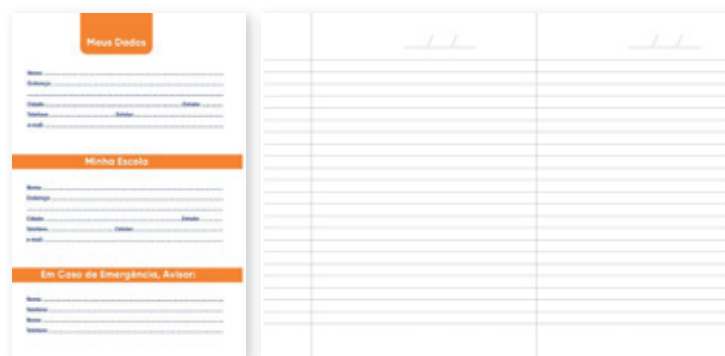 Meus Dados
Nome
Endereço
Cidade Estado
Telefone Celular
e-mail
Minha Escola
Nome
Endereço
Cidade Estado
Telefone Celular
e-mail
Em Caso de Emergência, Avisar:
Nome
Telefone
Nome
Telefone
/ /
/ /